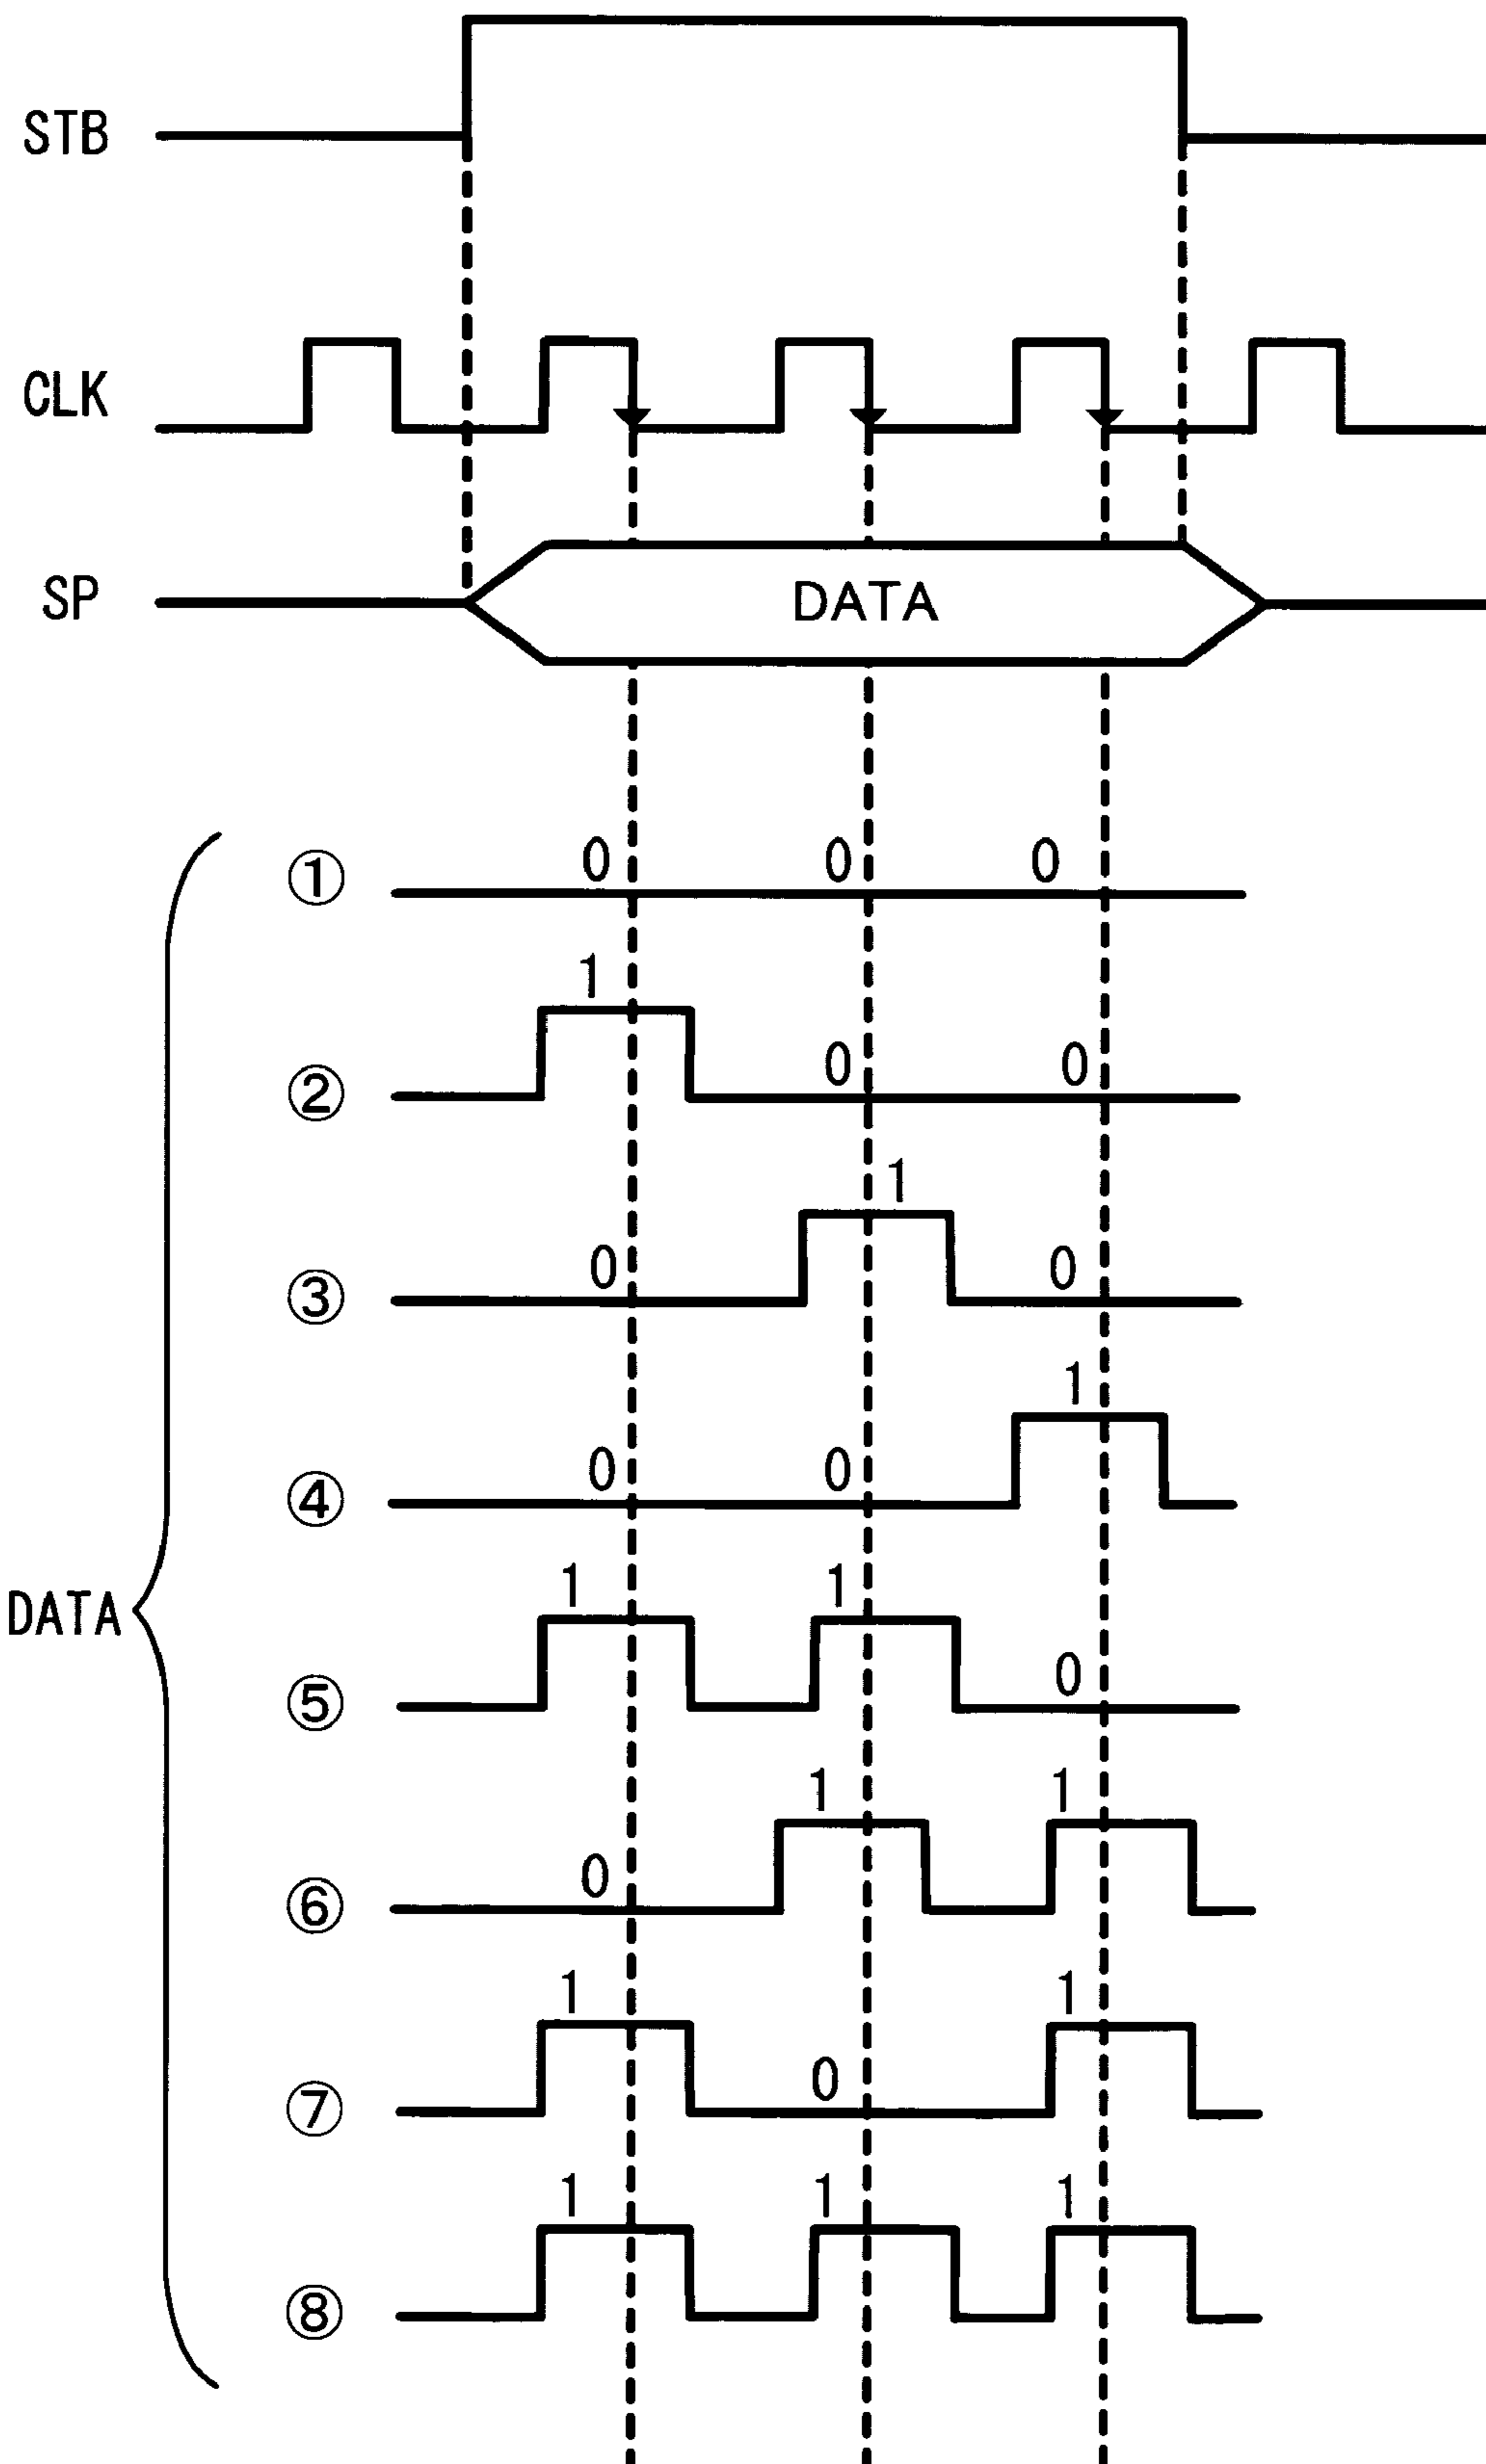 STB
CLK
SP DATA
① 0 0 0
② 1 0 0
③ 0 1 0
④ 0 0 1
DATA
⑤ 1 1 0
⑥ 0 1 1
⑦ 1 0 1
⑧ 1 1 1